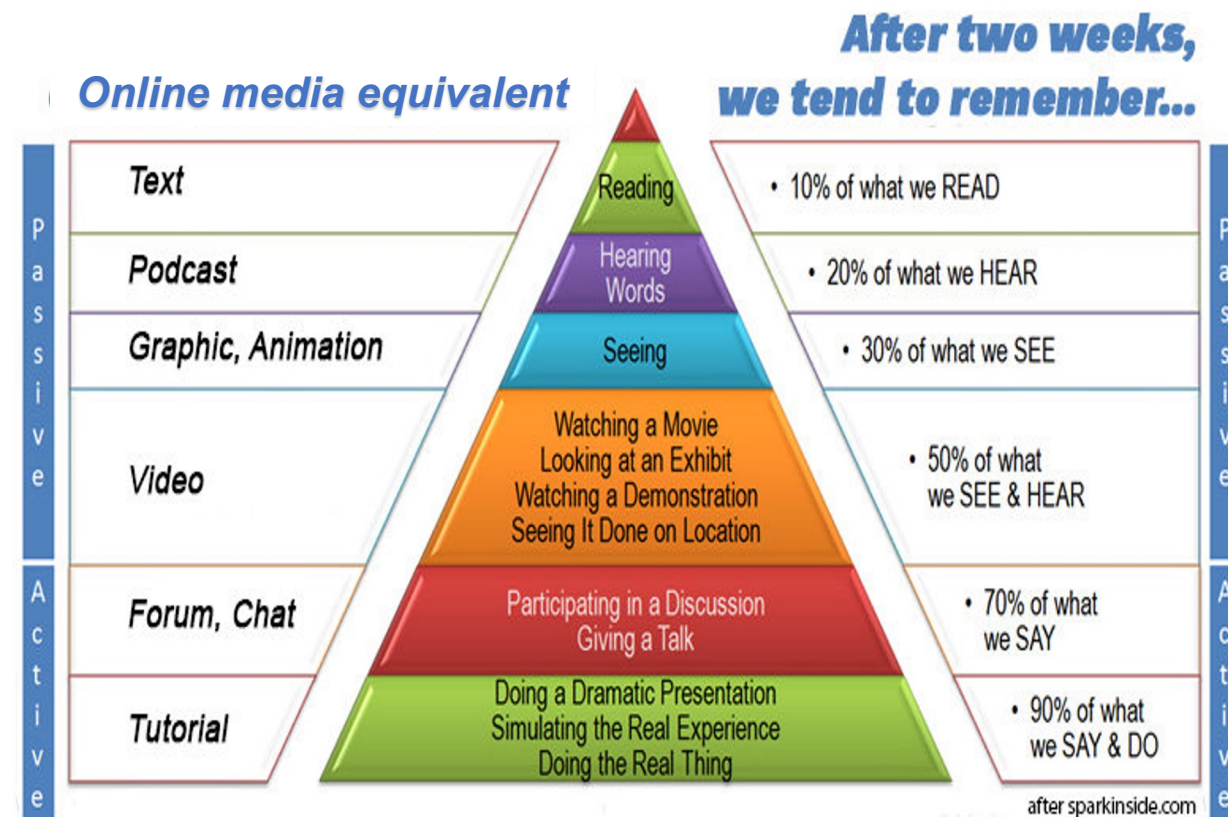 After two weeks,
we tend to remember...
Online media equivalent
Passive
Text
Reading
• 10% of what we READ
Passive
Podcast
Hearing
Words
• 20% of what we HEAR
Graphic, Animation
Seeing
• 30% of what we SEE
Video
Watching a Movie
Looking at an Exhibit
Watching a Demonstration
Seeing It Done on Location
• 50% of what
we SEE & HEAR
Active
Forum, Chat
Participating in a Discussion
Giving a Talk
• 70% of what
we SAY
Active
Tutorial
Doing a Dramatic Presentation
Simulating the Real Experience
Doing the Real Thing
• 90% of what
we SAY & DO
after sparkinside.com